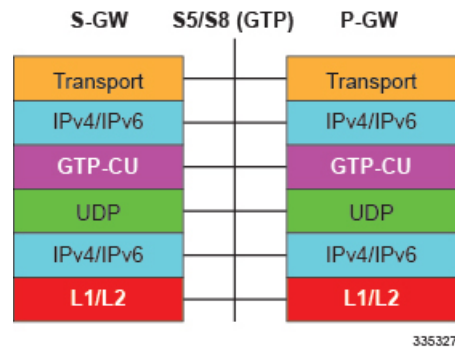 S-GW S5/S8 (GTP) P-GW
Transport Transport
IPv4/IPv6 IPv4/IPv6
GTP-CU GTP-CU
UDP UDP
IPv4/IPv6 IPv4/IPv6
L1/L2 L1/L2
335327